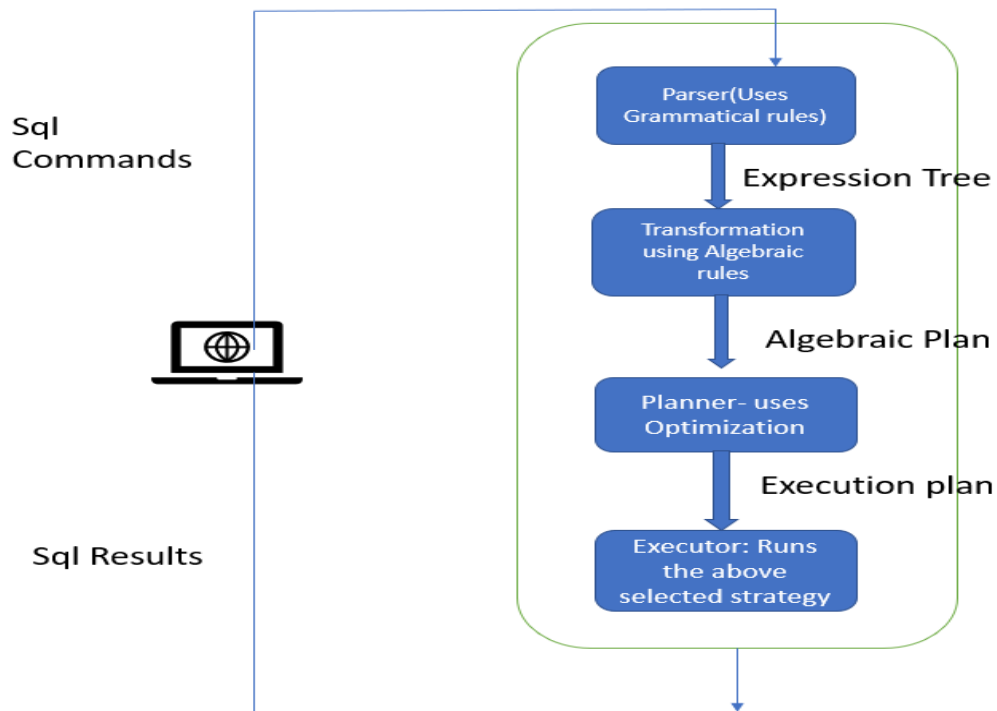 Sql
Commands
Parser(Uses
Grammatical rules)
Expression Tree
Transformation
using Algebraic
rules
Algebraic Plan
Planner- uses
Optimization
Execution plan
Sql Results
Executor: Runs
the above
selected strategy